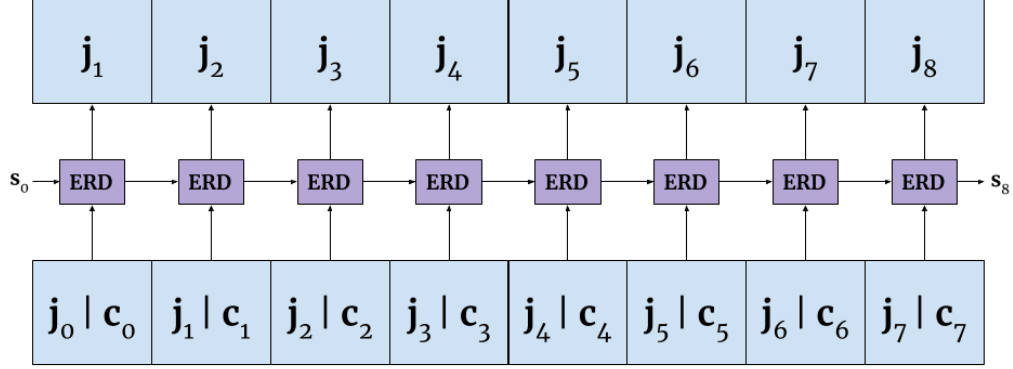 j₁ j₂ j₃ j₄ j₅ j₆ j₇ j₈
s₀ ERD ERD ERD ERD ERD ERD ERD ERD s₈
j₀ | c₀ j₁ | c₁ j₂ | c₂ j₃ | c₃ j₄ | c₄ j₅ | c₅ j₆ | c₆ j₇ | c₇